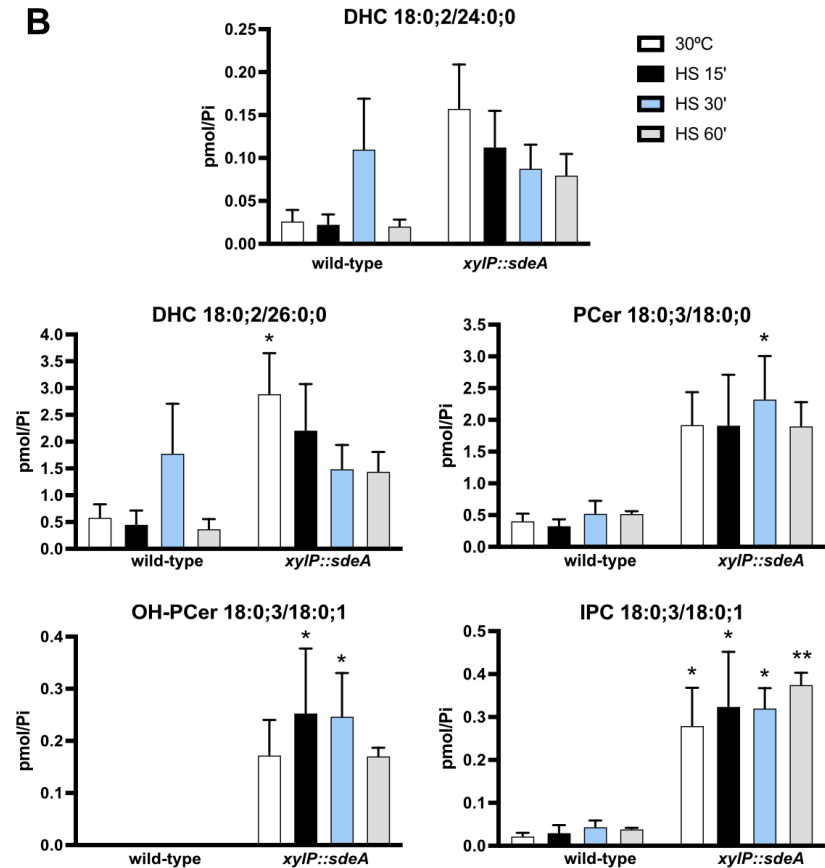 B
DHC 18:0;2/24:0;0
30ºC
HS 15'
HS 30'
HS 60'
pmol/Pi
0.25
0.20
0.15
0.10
0.05
0.00
wild-type xylP::sdeA
DHC 18:0;2/26:0;0
pmol/Pi
4.0
*
3.5
3.0
2.5
2.0
1.5
1.0
0.5
0.0
wild-type xylP::sdeA
PCer 18:0;3/18:0;0
pmol/Pi
3.5
*
3.0
2.5
2.0
1.5
1.0
0.5
0.0
wild-type xylP::sdeA
OH-PCer 18:0;3/18:0;1
pmol/Pi
0.4
* *
0.3
0.2
0.1
0.0
wild-type xylP::sdeA
IPC 18:0;3/18:0;1
pmol/Pi
0.5
* * * **
0.4
0.3
0.2
0.1
0.0
wild-type xylP::sdeA